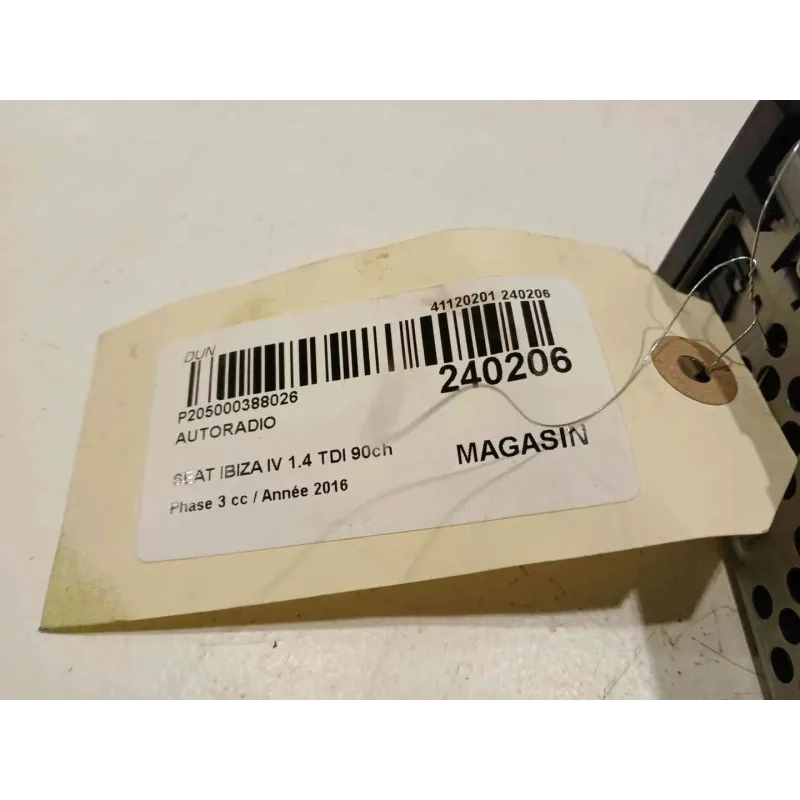 41120201 240206
DUN
P205000388026
240206
AUTORADIO
SEAT IBIZA IV 1.4 TDI 90ch
MAGASIN
Phase 3 cc / Année 2016